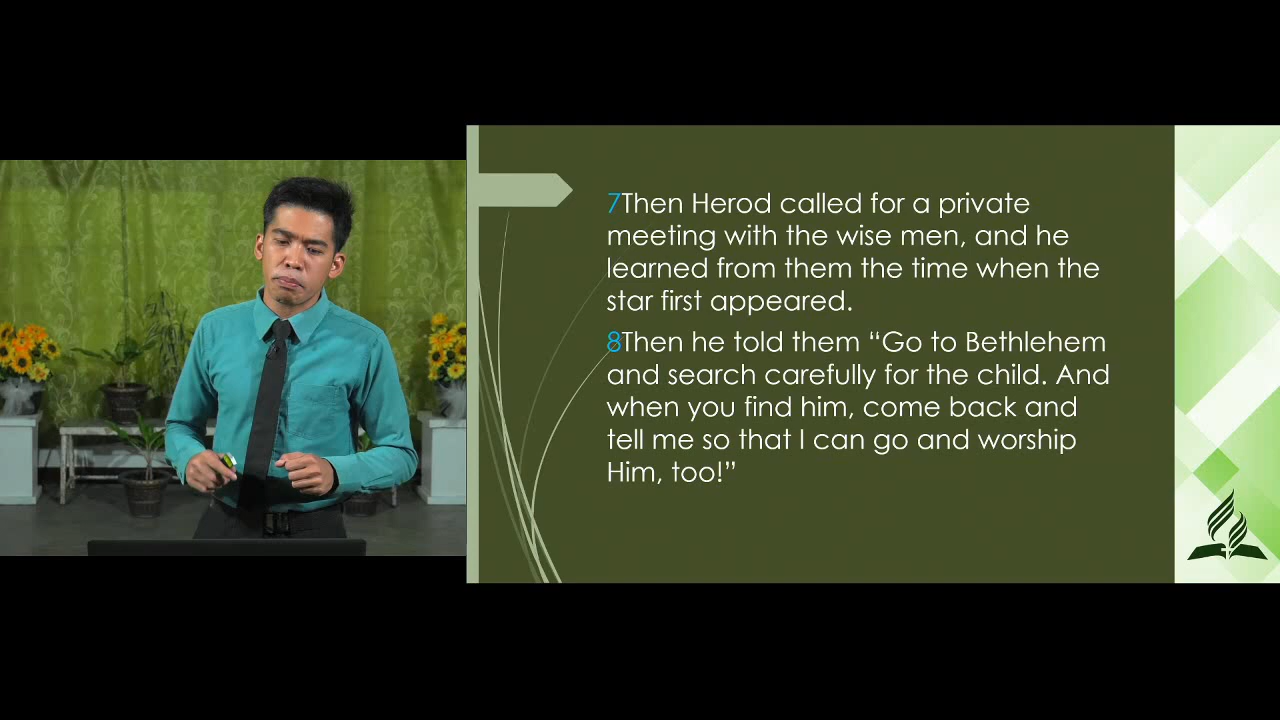 7Then Herod called for a private
meeting with the wise men, and he
learned from them the time when the
star first appeared.
8Then he told them “Go to Bethlehem
and search carefully for the child. And
when you find him, come back and
tell me so that I can go and worship
Him, too!”